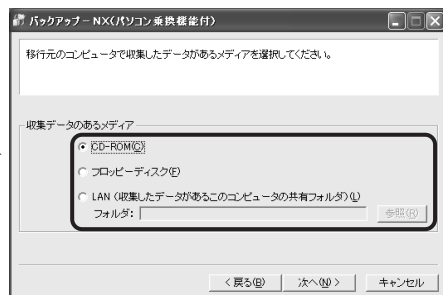 バックアップ－NX(パソコン乗換機能付)
移行元のコンピュータで収集したデータがあるメディアを選択してください。
収集データのあるメディア
CD-ROM(C)
フロッピーディスク(F)
LAN (収集したデータがあるこのコンピュータの共有フォルダ)(L)
フォルダ:
参照(R)
< 戻る(B)
次へ(N) >
キャンセル